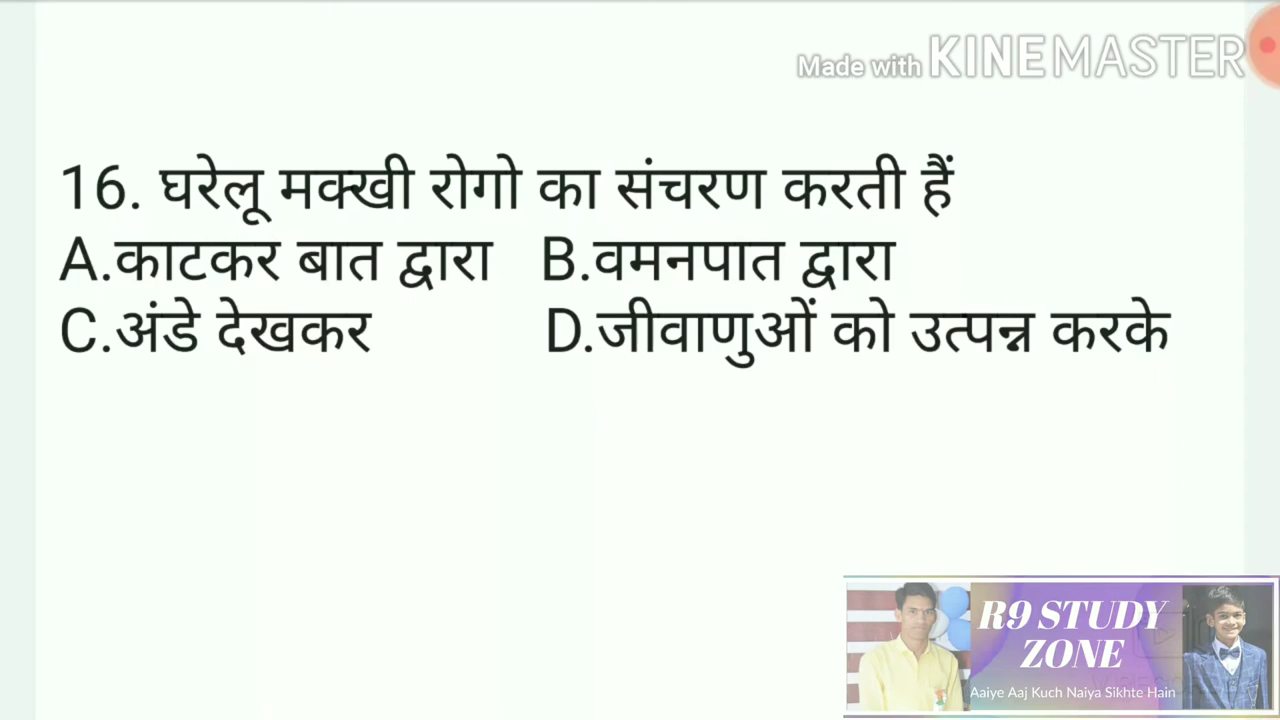 Made with KINEMASTER
16. घरेलू मक्खी रोगो का संचरण करती हैं
A.काटकर बात द्वारा B.वमनपात द्वारा
C.अंडे देखकर D.जीवाणुओं को उत्पन्न करके
R9 STUDY
ZONE
Aaiye Aaj Kuch Naiya Sikhte Hain